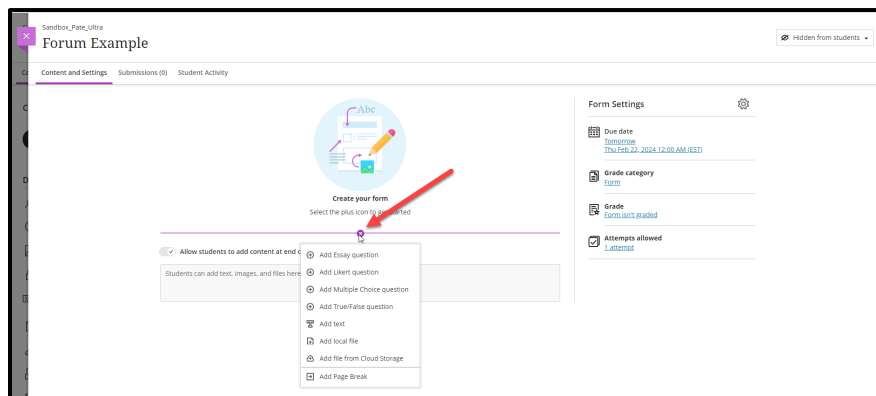 Sandbox_Pate_Ultra
Forum Example
Hidden from students
Content and Settings Submissions (0) Student Activity
Abc
Create your form
Select the plus icon to get started
Allow students to add content at end
Students can add text, images, and files here
Add Essay question
Add Likert question
Add Multiple Choice question
Add True/False question
Add text
Add local file
Add file from Cloud Storage
Add Page Break
Form Settings
Due date
Tomorrow
Thu Feb 22, 2024 12:00 AM (EST)
Grade category
Form
Grade
Form isn't graded
Attempts allowed
1 attempt